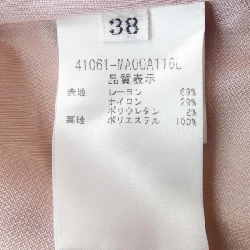 38
41061-MA00A116L
品質表示
表地 レーヨン 69%
ナイロン 29%
ポリウレタン 2%
裏地 ポリエステル 100%